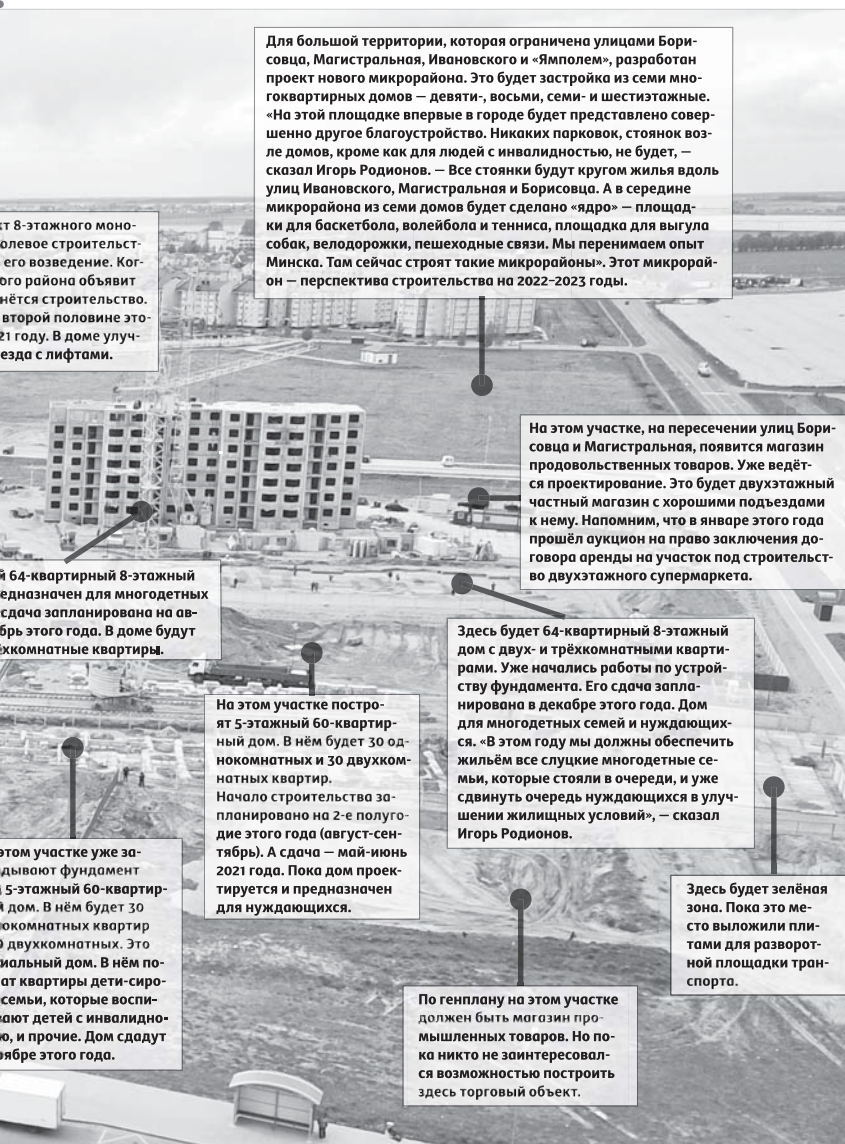 Для большой территории, которая ограничена улицами Бори-
совца, Магистральная, Ивановского и «Ямполем», разработан
проект нового микрорайона. Это будет застройка из семи мно-
гоквартирных домов — девяти-, восьми, семи- и шестиэтажные.
«На этой площадке впервые в городе будет представлено совер-
шенно другое благоустройство. Никаких парковок, стоянок воз-
ле домов, кроме как для людей с инвалидностью, не будет, —
сказал Игорь Родионов. — Все стоянки будут кругом жилья вдоль
улиц Ивановского, Магистральная и Борисовца. А в середине
микрорайона из семи домов будет сделано «ядро» — площад-
ки для баскетбола, волейбола и тенниса, площадка для выгула
собак, велодорожки, пешеходные связи. Мы перенимаем опыт
Минска. Там сейчас строят такие микрорайоны». Этот микрорай-
он — перспектива строительства на 2022–2023 годы.
кт 8-этажного моно-
олевое строительст-
его возведение. Ког-
ого района объявит
нётся строительство.
второй половине это-
21 году. В доме улуч-
езда с лифтами.
На этом участке, на пересечении улиц Бори-
совца и Магистральная, появится магазин
продовольственных товаров. Уже ведёт-
ся проектирование. Это будет двухэтажный
частный магазин с хорошими подъездами
к нему. Напомним, что в январе этого года
прошёл аукцион на право заключения до-
говора аренды на участок под строительст-
во двухэтажного супермаркета.
й 64-квартирный 8-этажный
едназначен для многодетных
сдача запланирована на ав-
брь этого года. В доме будут
ёхкомнатные квартиры.
Здесь будет 64-квартирный 8-этажный
дом с двух- и трёхкомнатными кварти-
рами. Уже начались работы по устрой-
ству фундамента. Его сдача запла-
нирована в декабре этого года. Дом
для многодетных семей и нуждающих-
ся. «В этом году мы должны обеспечить
жильём все слуцкие многодетные се-
мьи, которые стояли в очереди, и уже
сдвинуть очередь нуждающихся в улуч-
шении жилищных условий», — сказал
Игорь Родионов.
На этом участке постро-
ят 5-этажный 60-квартир-
ный дом. В нём будет 30 од-
нокомнатных и 30 двухком-
натных квартир.
Начало строительства за-
планировано на 2-е полуго-
дие этого года (август-сен-
тябрь). А сдача — май-июнь
2021 года. Пока дом проек-
тируется и предназначен
для нуждающихся.
этом участке уже за-
дывают фундамент
5-этажный 60-квартир-
й дом. В нём будет 30
окомнатных квартир
0 двухкомнатных. Это
иальный дом. В нём по-
ат квартиры дети-сиро-
семьи, которые воспи-
вают детей с инвалидно-
ю, и прочие. Дом сдадут
оябре этого года.
Здесь будет зелёная
зона. Пока это ме-
сто выложили пли-
тами для разворот-
ной площадки тран-
спорта.
По генплану на этом участке
должен быть магазин про-
мышленных товаров. Но по-
ка никто не заинтересовал-
ся возможностью построить
здесь торговый объект.